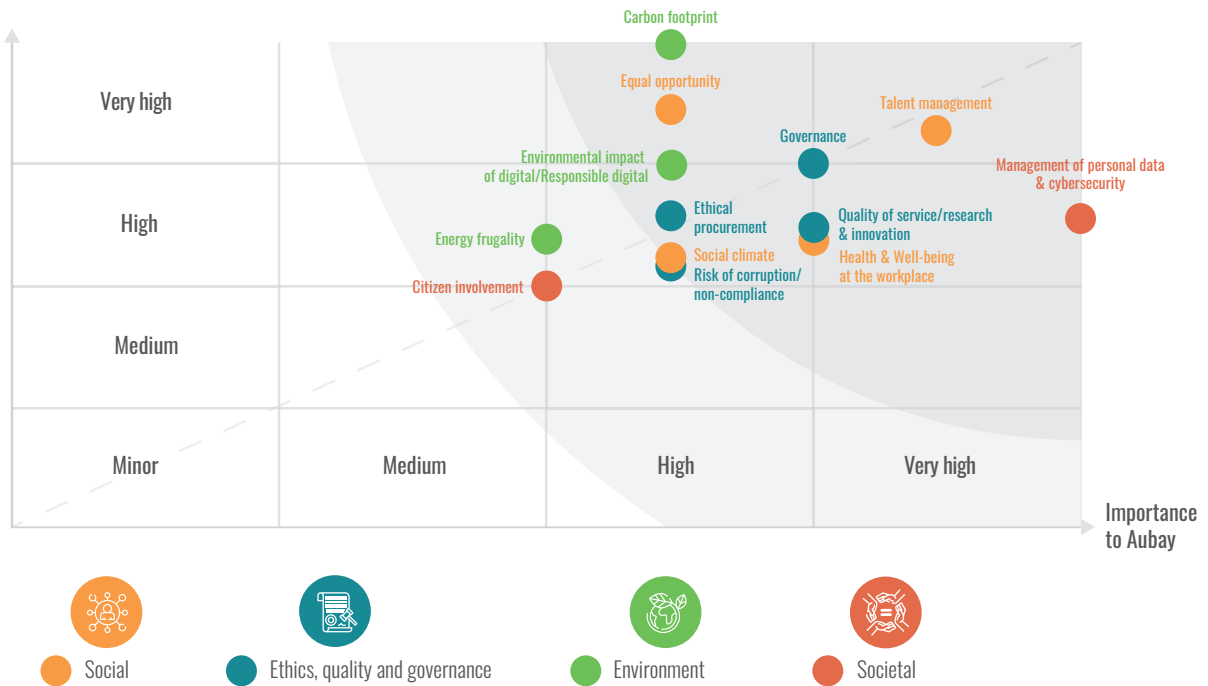 Carbon footprint
Very high
Equal opportunity
Talent management
Governance
Environmental impact
of digital/Responsible digital
Management of personal data
& cybersecurity
High
Ethical
procurement
Quality of service/research
& innovation
Energy frugality
Social climate
Health & Well-being
at the workplace
Risk of corruption/
non-compliance
Citizen involvement
Medium
Minor
Medium
High
Very high
Importance
to Aubay
Social
Ethics, quality and governance
Environment
Societal